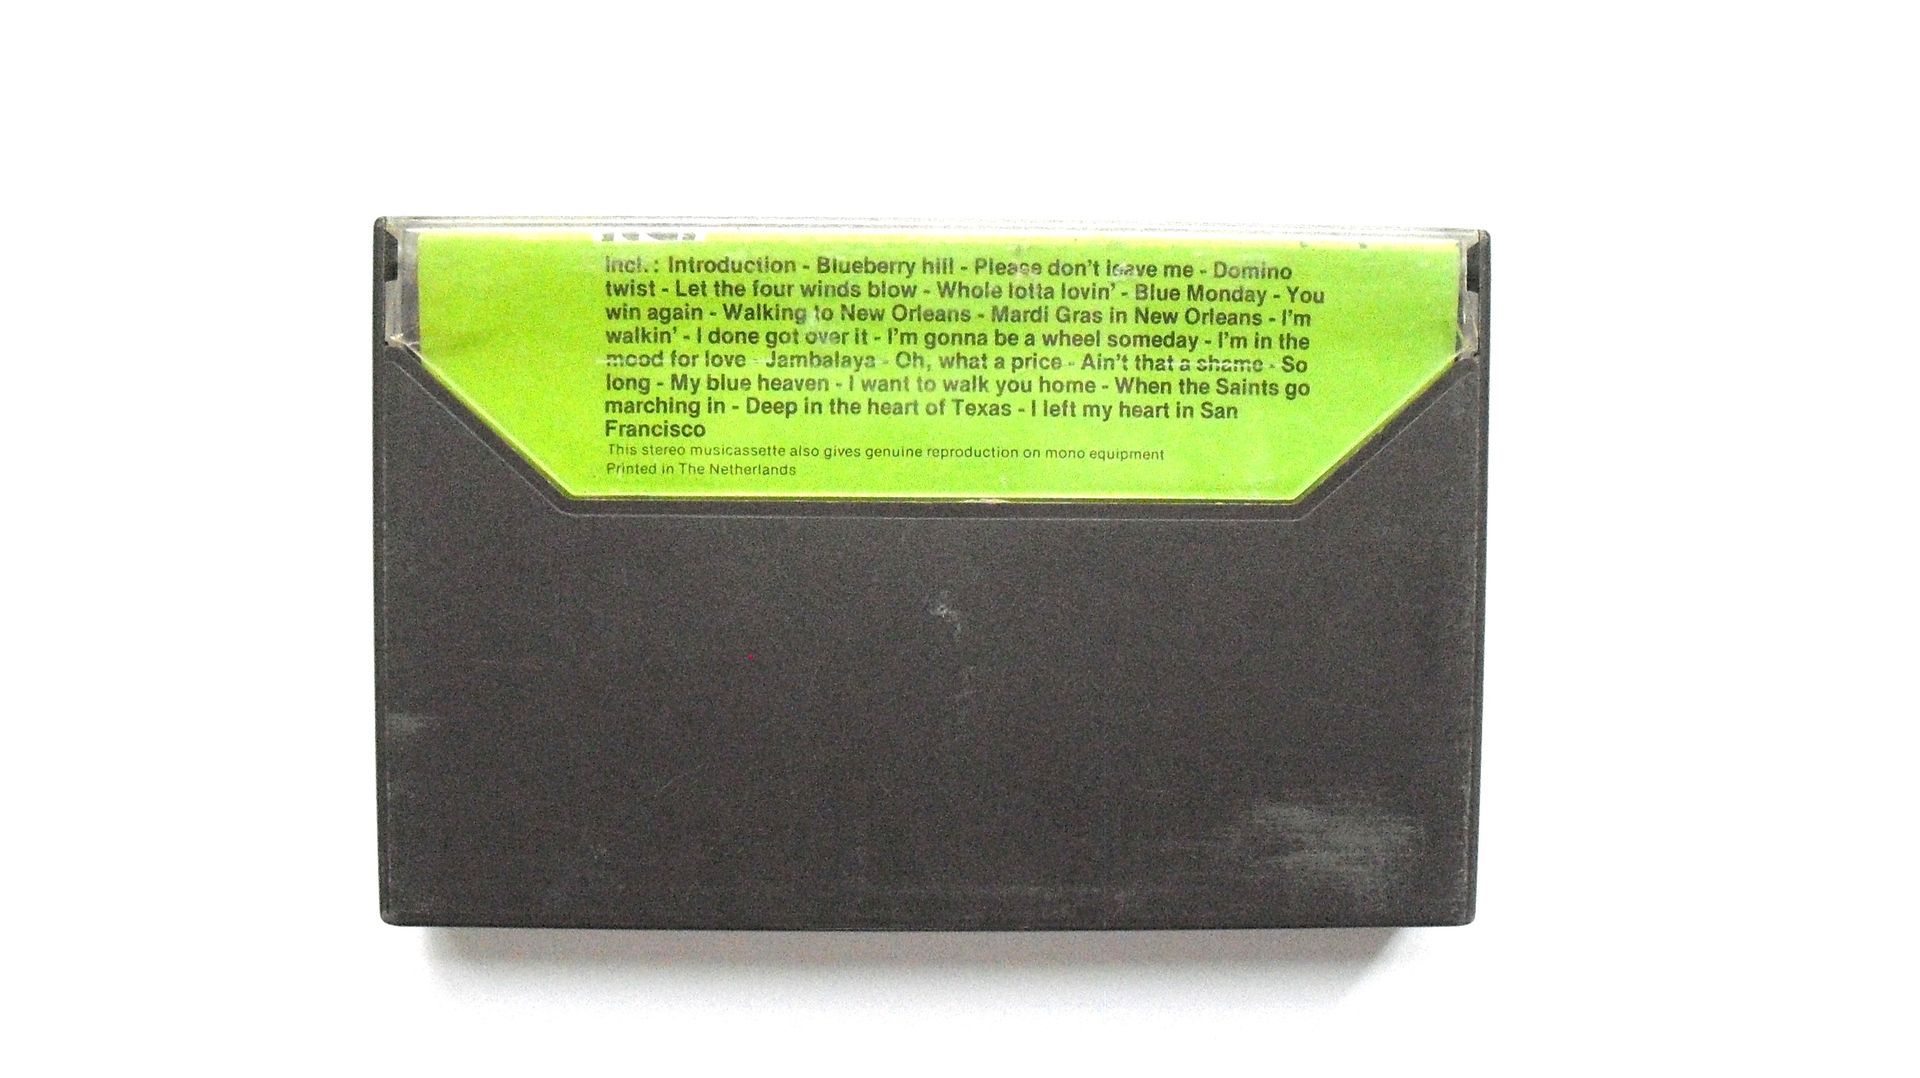 incl. : Introduction - Blueberry hill - Please don't leave me - Domino
twist - Let the four winds blow - Whole lotta lovin' - Blue Monday - You
win again - Walking to New Orleans - Mardi Gras in New Orleans - I'm
walkin' - I done got over it - I'm gonna be a wheel someday - I'm in the
mood for love - Jambalaya - Oh, what a price - Ain't that a shame - So
long - My blue heaven - I want to walk you home - When the Saints go
marching in - Deep in the heart of Texas - I left my heart in San
Francisco
This stereo musicassette also gives genuine reproduction on mono equipment
Printed in The Netherlands